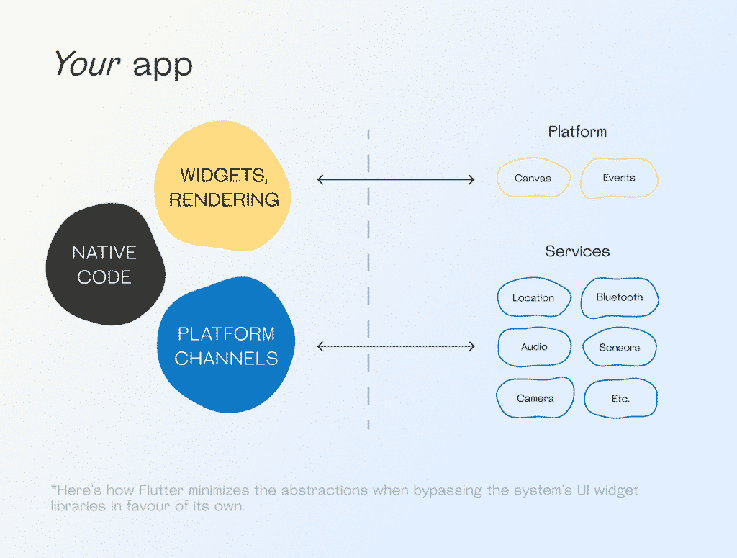 Your app
WIDGETS,
RENDERING
NATIVE
CODE
PLATFORM
CHANNELS
Platform
Canvas
Events
Services
Location
Bluetooth
Audio
Sensors
Camera
Etc.
*Here's how Flutter minimizes the abstractions when bypassing the system's UI widget
libraries in favour of its own.